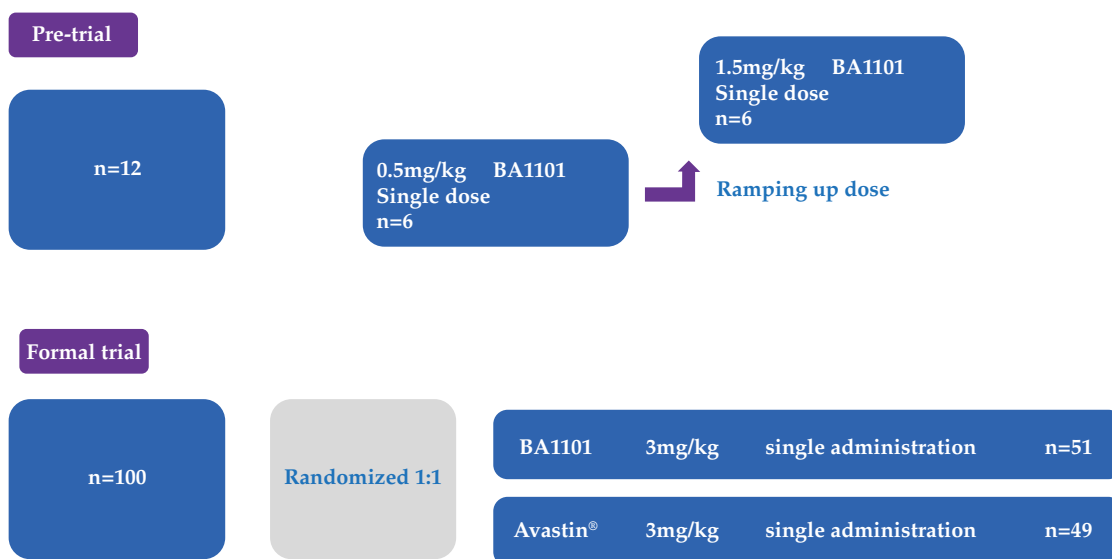 Pre-trial
n=12
0.5mg/kg BA1101
Single dose
n=6
1.5mg/kg BA1101
Single dose
n=6
Ramping up dose
Formal trial
n=100
Randomized 1:1
BA1101 3mg/kg single administration n=51
Avastin® 3mg/kg single administration n=49